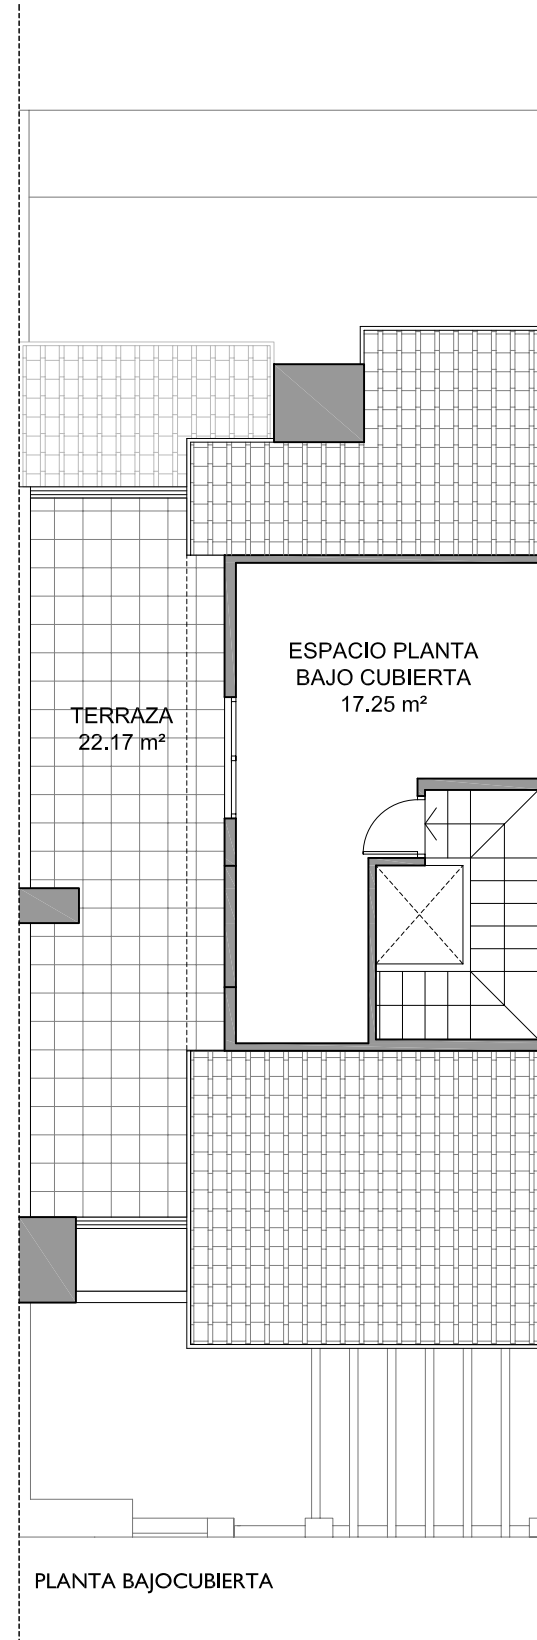 ESPACIO PLANTA
BAJO CUBIERTA
17.25 m²
TERRAZA
22.17 m²
PLANTA BAJOCUBIERTA